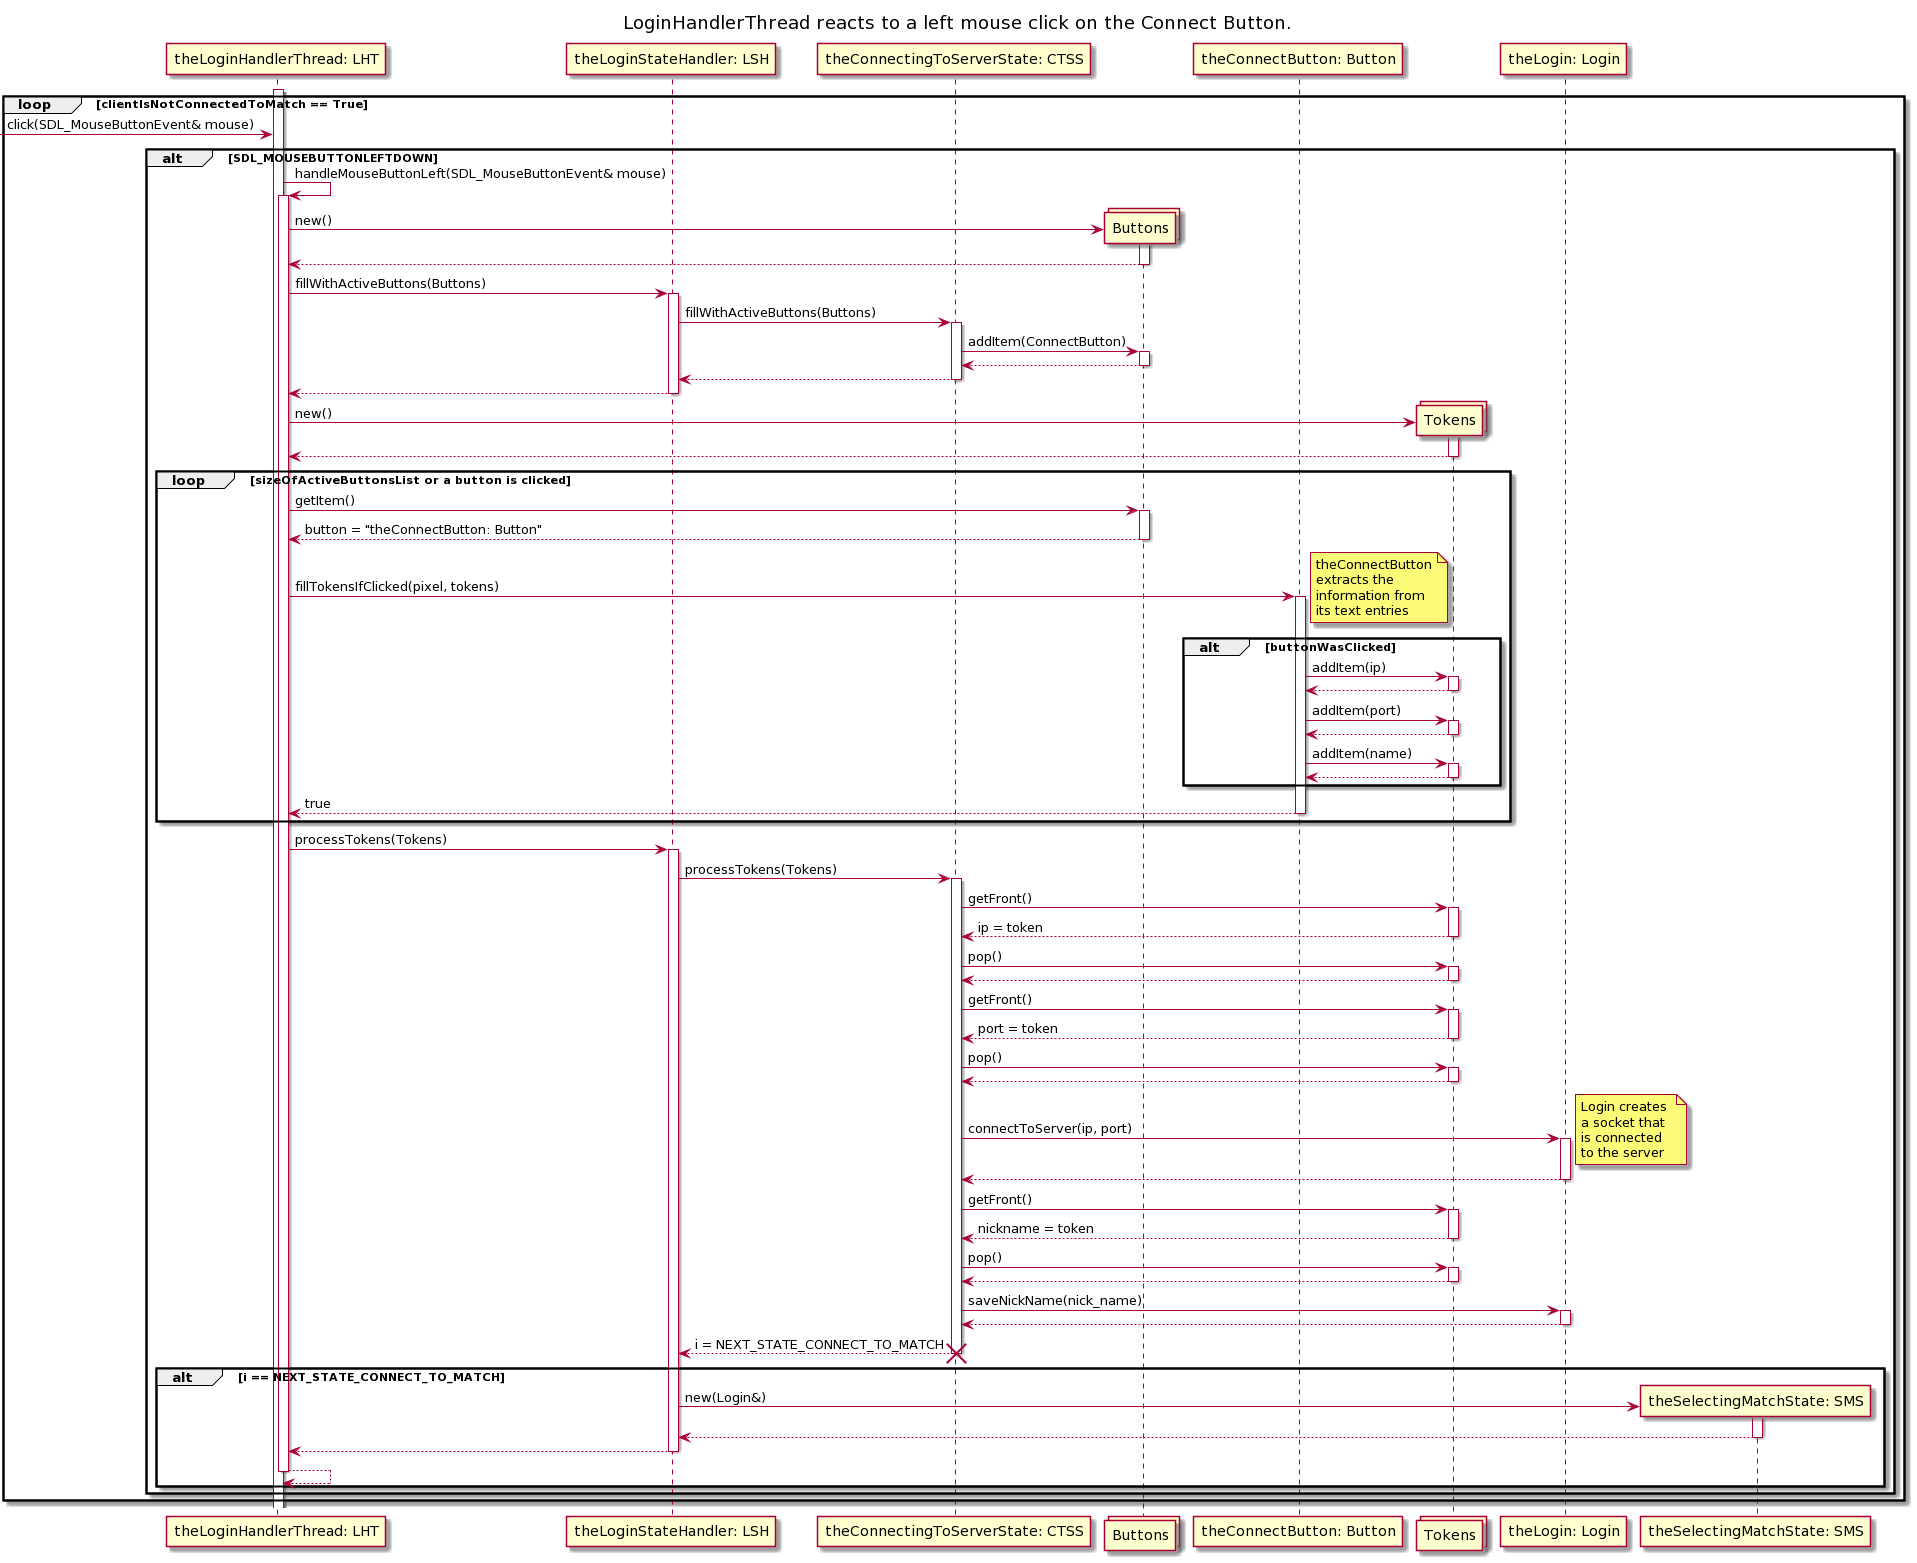 LoginHandlerThread reacts to a left mouse click on the Connect Button.
theLoginHandlerThread: LHT
theLoginStateHandler: LSH
theConnectingToServerState: CTSS
theConnectButton: Button
theLogin: Login
loop
[clientIsNotConnectedToMatch == True]
click(SDL_MouseButtonEvent& mouse)
alt
[SDL_MOUSEBUTTONLEFTDOWN]
handleMouseButtonLeft(SDL_MouseButtonEvent& mouse)
new()
Buttons
fillWithActiveButtons(Buttons)
fillWithActiveButtons(Buttons)
addItem(ConnectButton)
new()
Tokens
loop
[sizeOfActiveButtonsList or a button is clicked]
getItem()
button = "theConnectButton: Button"
theConnectButton
extracts the
information from
its text entries
fillTokensIfClicked(pixel, tokens)
alt
[buttonWasClicked]
addItem(ip)
addItem(port)
addItem(name)
true
processTokens(Tokens)
processTokens(Tokens)
getFront()
ip = token
pop()
getFront()
port = token
pop()
Login creates
a socket that
is connected
to the server
connectToServer(ip, port)
getFront()
nickname = token
pop()
saveNickName(nick_name)
i = NEXT_STATE_CONNECT_TO_MATCH
alt
[i == NEXT_STATE_CONNECT_TO_MATCH]
new(Login&)
theSelectingMatchState: SMS
theLoginHandlerThread: LHT
theLoginStateHandler: LSH
theConnectingToServerState: CTSS
Buttons
theConnectButton: Button
Tokens
theLogin: Login
theSelectingMatchState: SMS